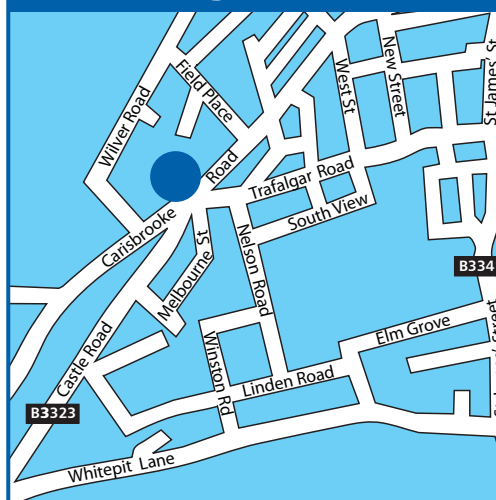 Field Place
West St
New Street
St James' St
Wilver Road
Carisbrooke Road
Trafalgar Road
South View
Melbourne St
Nelson Road
B334
Castle Road
Winston Rd
Elm Grove
Linden Road
B3323
Whitepit Lane